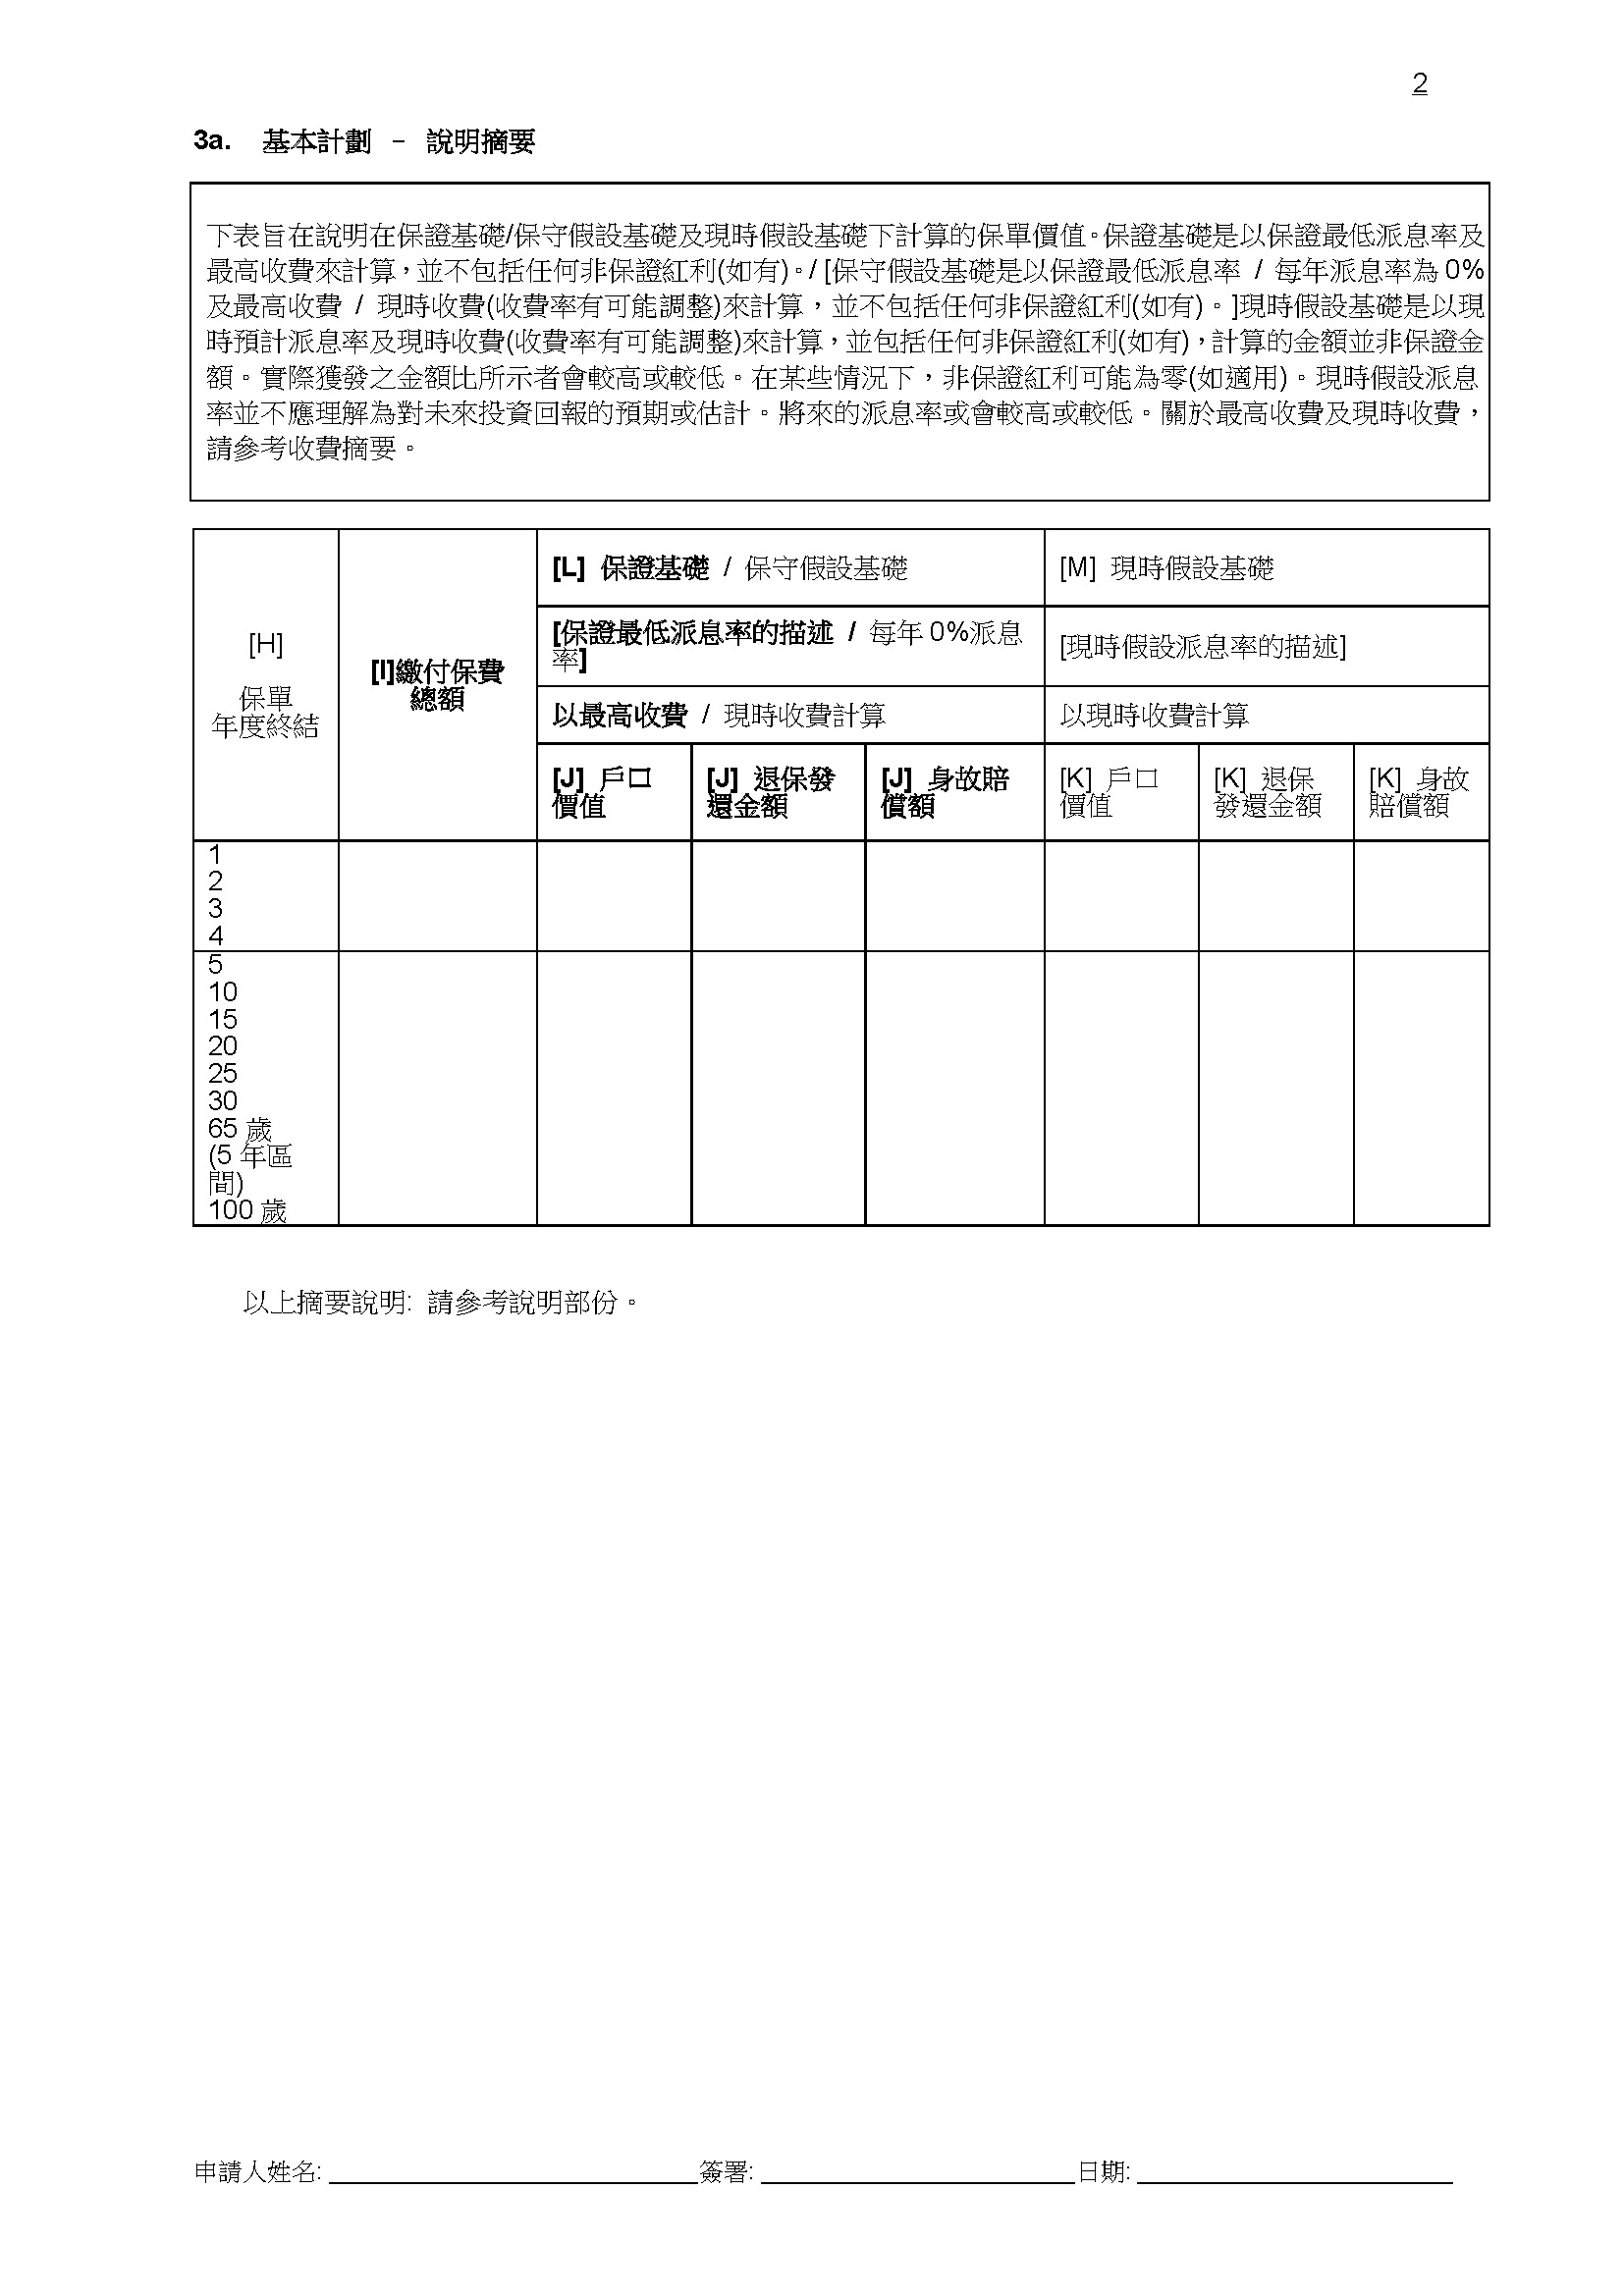 2
3a. 基本計劃 － 說明摘要
下表旨在說明在保證基礎/保守假設基礎及現時假設基礎下計算的保單價值。保證基礎是以保證最低派息率及
最高收費來計算，並不包括任何非保證紅利(如有)。/ [保守假設基礎是以保證最低派息率 / 每年派息率為 0%
及最高收費 / 現時收費(收費率有可能調整)來計算，並不包括任何非保證紅利(如有)。]現時假設基礎是以現
時預計派息率及現時收費(收費率有可能調整)來計算，並包括任何非保證紅利(如有)，計算的金額並非保證金
額。實際獲發之金額比所示者會較高或較低。在某些情況下，非保證紅利可能為零(如適用)。現時假設派息
率並不應理解為對未來投資回報的預期或估計。將來的派息率或會較高或較低。關於最高收費及現時收費，
請參考收費摘要。
[H]
保單
年度終結
[I]繳付保費
總額
[L] 保證基礎 / 保守假設基礎
[M] 現時假設基礎
[保證最低派息率的描述 / 每年 0%派息
率]
[現時假設派息率的描述]
以最高收費 / 現時收費計算
以現時收費計算
[J] 戶口
價值
[J] 退保發
還金額
[J] 身故賠
償額
[K] 戶口
價值
[K] 退保
發還金額
[K] 身故
賠償額
1
2
3
4
5
10
15
20
25
30
65 歲
(5 年區
間)
100 歲
以上摘要說明: 請參考說明部份。
申請人姓名: 簽署: 日期: